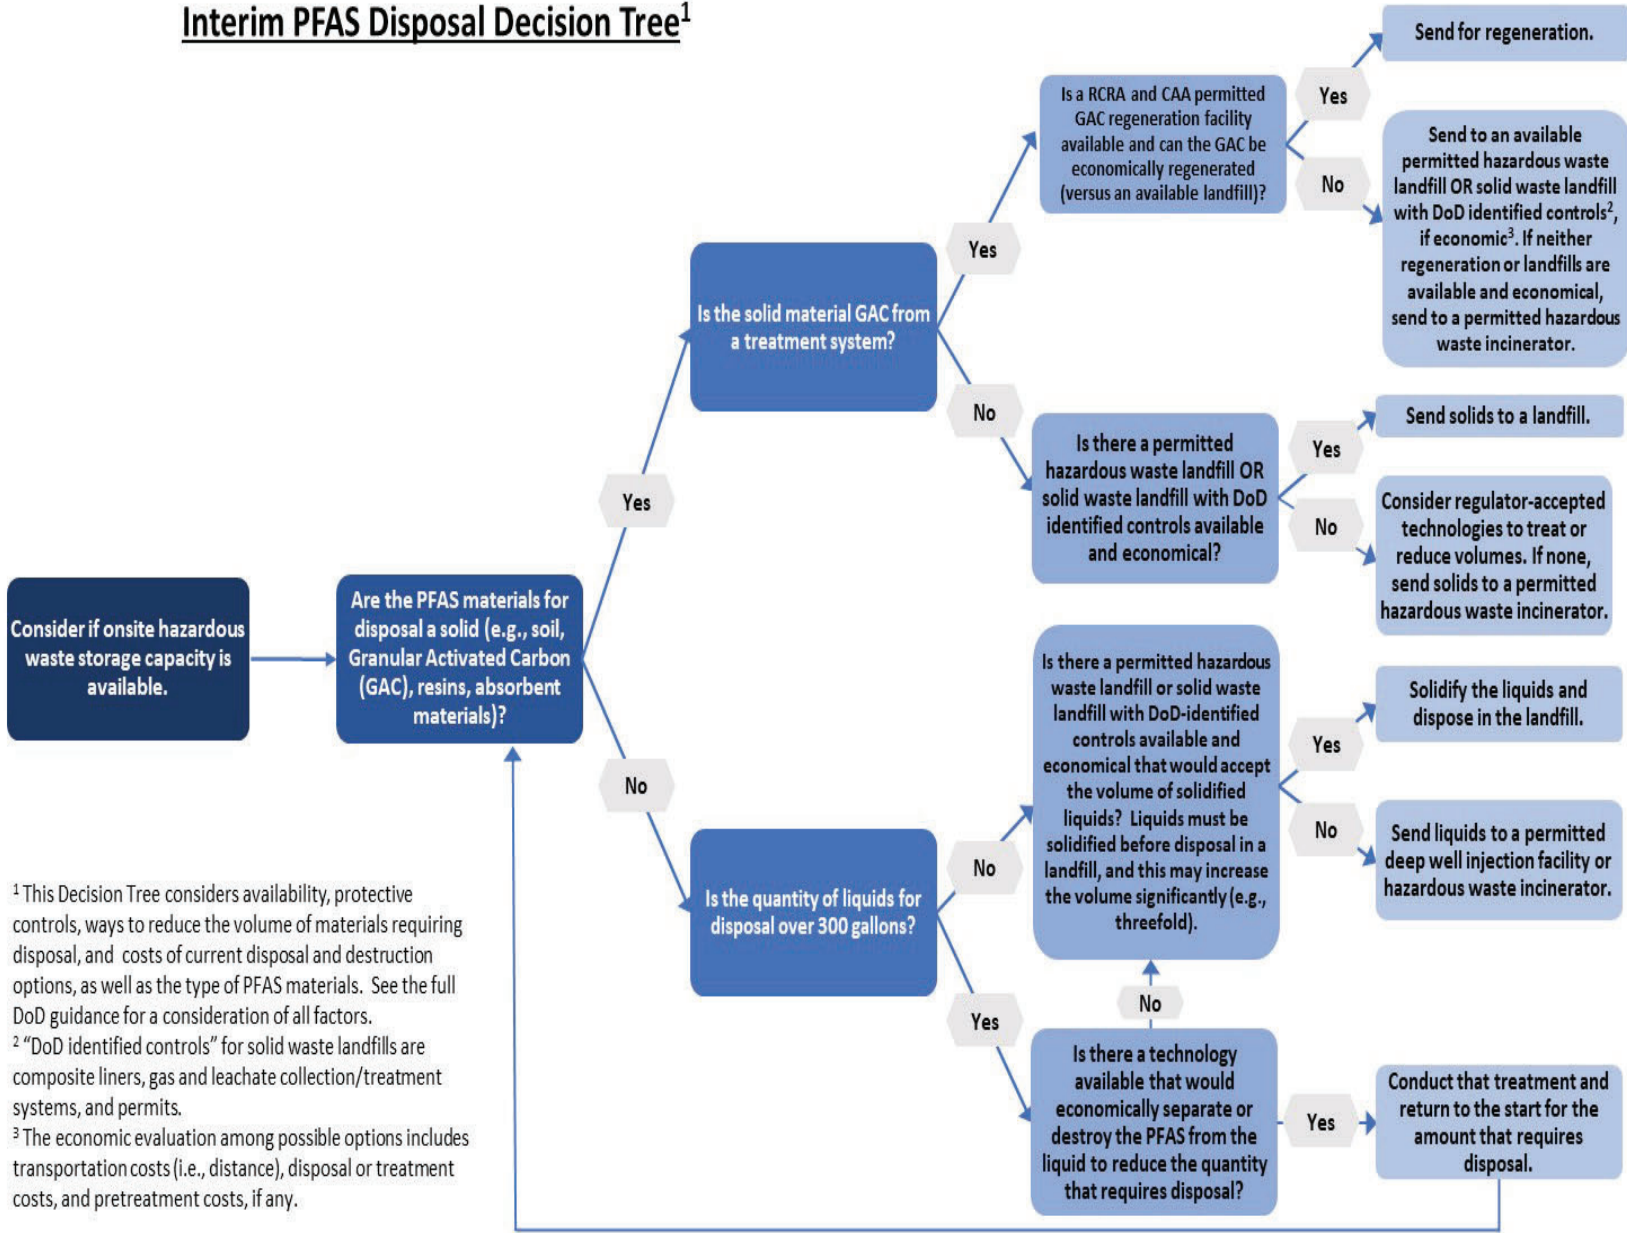 Interim PFAS Disposal Decision Tree¹
Consider if onsite hazardous
waste storage capacity is
available.
Are the PFAS materials for
disposal a solid (e.g., soil,
Granular Activated Carbon
(GAC), resins, absorbent
materials)?
Yes
No
Is the solid material GAC from
a treatment system?
Yes
No
Is a RCRA and CAA permitted
GAC regeneration facility
available and can the GAC be
economically regenerated
(versus an available landfill)?
Yes
No
Send for regeneration.
Send to an available
permitted hazardous waste
landfill OR solid waste landfill
with DoD identified controls²,
if economic³. If neither
regeneration or landfills are
available and economical,
send to a permitted hazardous
waste incinerator.
Is there a permitted
hazardous waste landfill OR
solid waste landfill with DoD
identified controls available
and economical?
Yes
No
Send solids to a landfill.
Consider regulator-accepted
technologies to treat or
reduce volumes. If none,
send solids to a permitted
hazardous waste incinerator.
Is the quantity of liquids for
disposal over 300 gallons?
No
Yes
Is there a permitted hazardous
waste landfill or solid waste
landfill with DoD-identified
controls available and
economical that would accept
the volume of solidified
liquids? Liquids must be
solidified before disposal in a
landfill, and this may increase
the volume significantly (e.g.,
threefold).
Yes
No
Solidify the liquids and
dispose in the landfill.
Send liquids to a permitted
deep well injection facility or
hazardous waste incinerator.
No
Is there a technology
available that would
economically separate or
destroy the PFAS from the
liquid to reduce the quantity
that requires disposal?
Yes
Conduct that treatment and
return to the start for the
amount that requires
disposal.
¹ This Decision Tree considers availability, protective
controls, ways to reduce the volume of materials requiring
disposal, and costs of current disposal and destruction
options, as well as the type of PFAS materials. See the full
DoD guidance for a consideration of all factors.
² “DoD identified controls” for solid waste landfills are
composite liners, gas and leachate collection/treatment
systems, and permits.
³ The economic evaluation among possible options includes
transportation costs (i.e., distance), disposal or treatment
costs, and pretreatment costs, if any.